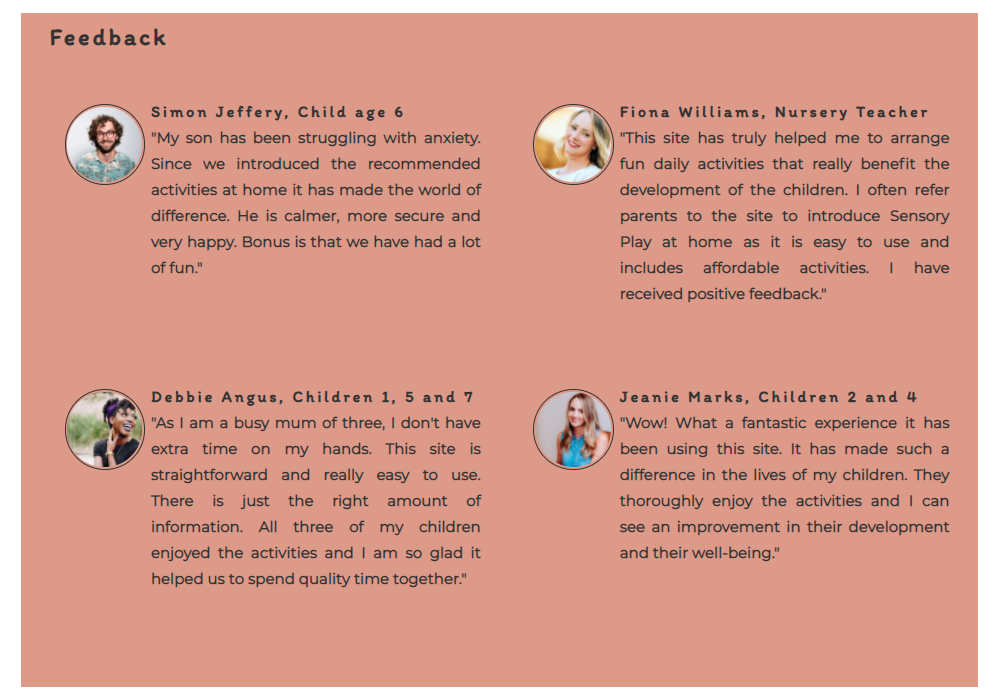 Feedback
Simon Jeffery, Child age 6
"My son has been struggling with anxiety.
Since we introduced the recommended
activities at home it has made the world of
difference. He is calmer, more secure and
very happy. Bonus is that we have had a lot
of fun."
Fiona Williams, Nursery Teacher
"This site has truly helped me to arrange
fun daily activities that really benefit the
development of the children. I often refer
parents to the site to introduce Sensory
Play at home as it is easy to use and
includes affordable activities. I have
received positive feedback."
Debbie Angus, Children 1, 5 and 7
"As I am a busy mum of three, I don't have
extra time on my hands. This site is
straightforward and really easy to use.
There is just the right amount of
information. All three of my children
enjoyed the activities and I am so glad it
helped us to spend quality time together."
Jeanie Marks, Children 2 and 4
"Wow! What a fantastic experience it has
been using this site. It has made such a
difference in the lives of my children. They
thoroughly enjoy the activities and I can
see an improvement in their development
and their well-being."